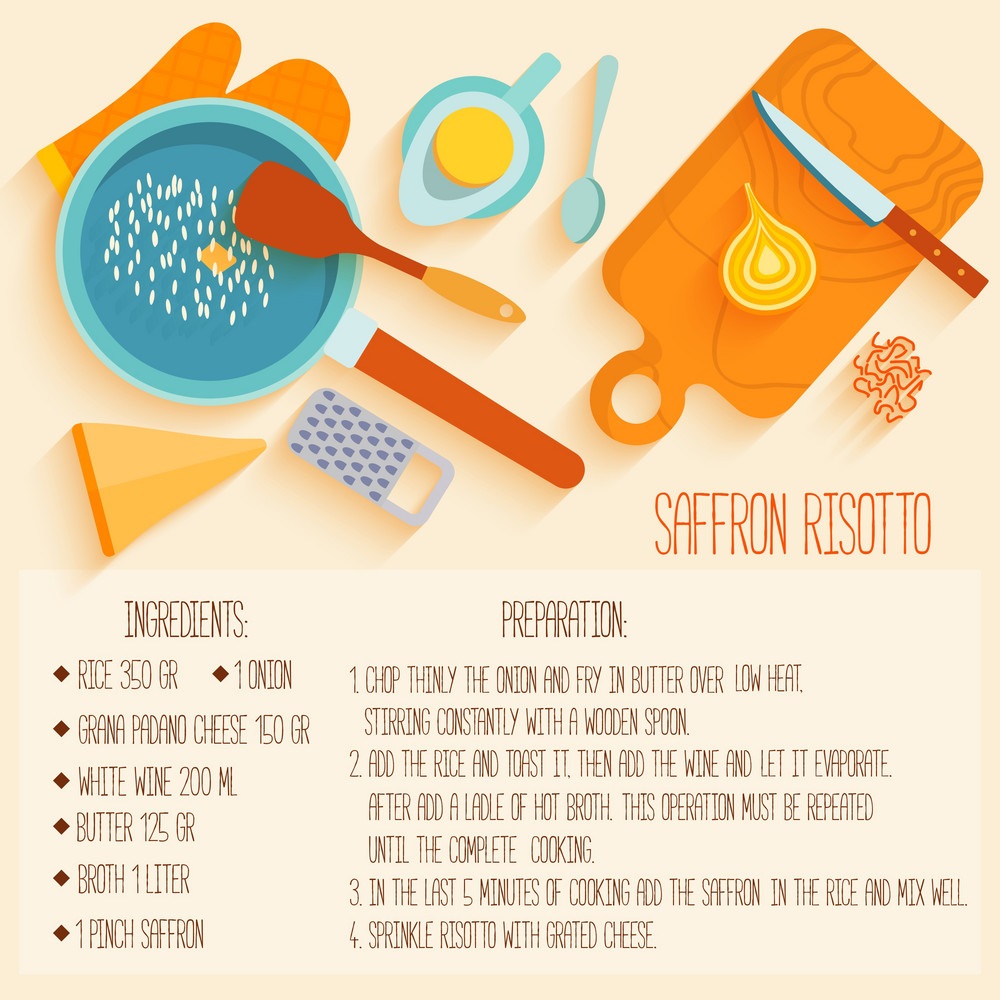 SAFFRON RISOTTO
INGREDIENTS:
RICE 350 GR
1 ONION
GRANA PADANO CHEESE 150 GR
WHITE WINE 200 ML
BUTTER 125 GR
BROTH 1 LITER
1 PINCH SAFFRON
PREPARATION:
1. CHOP THINLY THE ONION AND FRY IN BUTTER OVER LOW HEAT,
STIRRING CONSTANTLY WITH A WOODEN SPOON.
2. ADD THE RICE AND TOAST IT, THEN ADD THE WINE AND LET IT EVAPORATE.
AFTER ADD A LADLE OF HOT BROTH. THIS OPERATION MUST BE REPEATED
UNTIL THE COMPLETE COOKING.
3. IN THE LAST 5 MINUTES OF COOKING ADD THE SAFFRON IN THE RICE AND MIX WELL.
4. SPRINKLE RISOTTO WITH GRATED CHEESE.